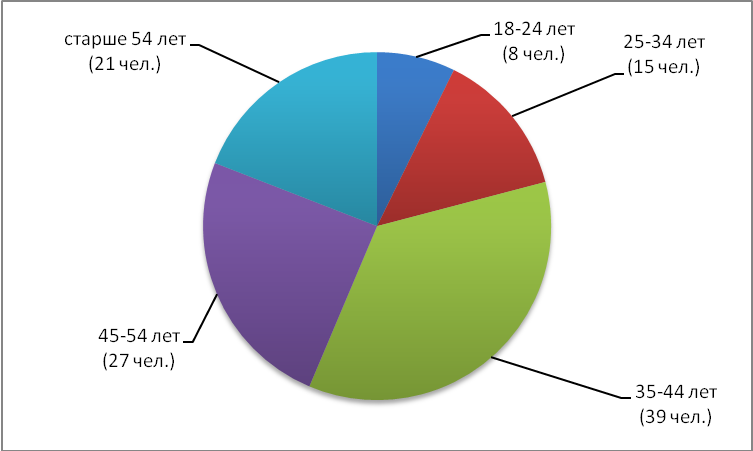 18-24 лет
(8 чел.)
25-34 лет
(15 чел.)
35-44 лет
(39 чел.)
45-54 лет
(27 чел.)
старше 54 лет
(21 чел.)